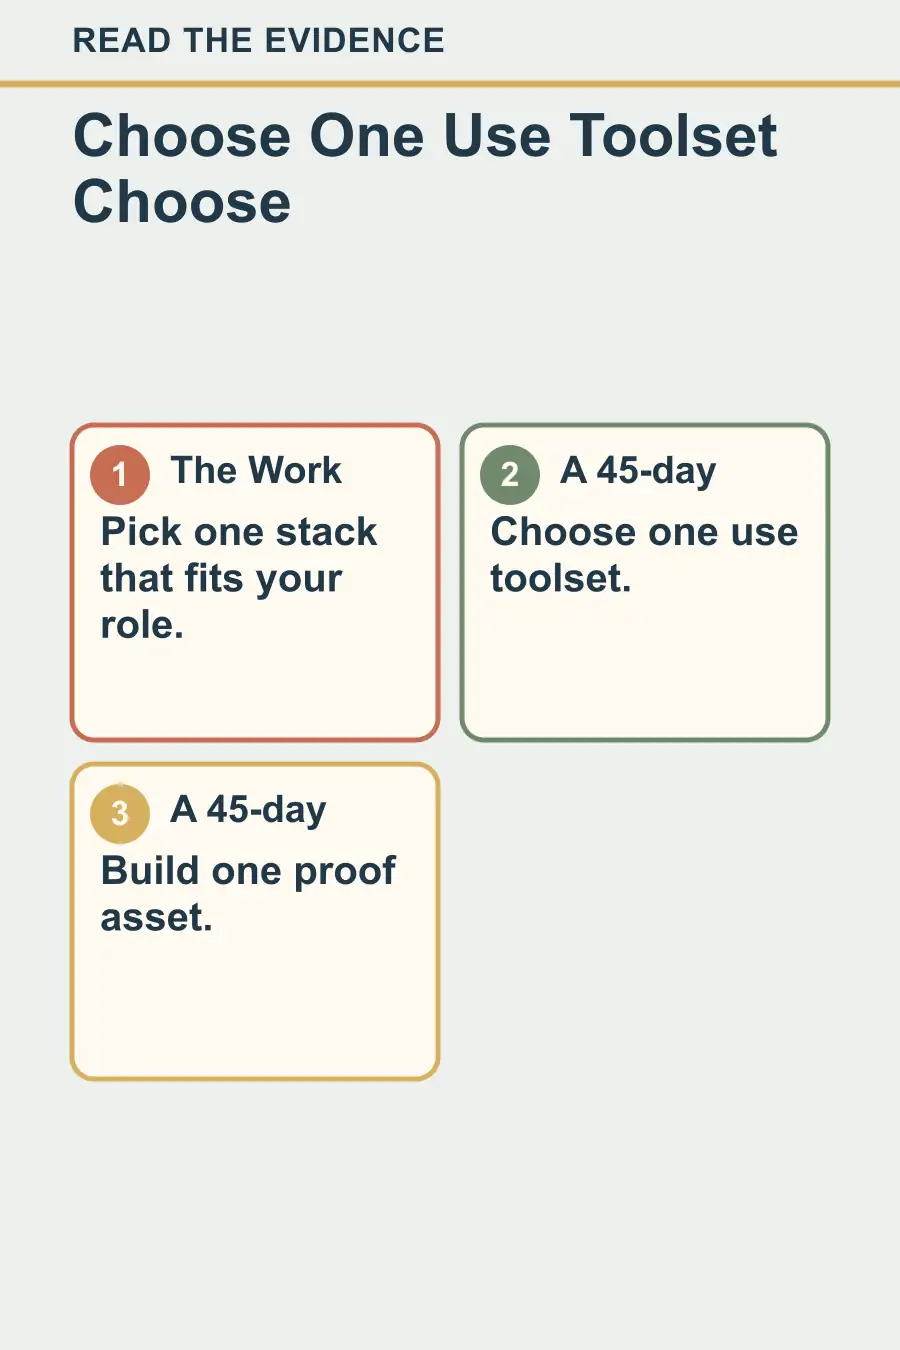 READ THE EVIDENCE
Choose One Use Toolset
Choose
1 The Work
Pick one stack
that fits your
role.
2 A 45-day
Choose one use
toolset.
3 A 45-day
Build one proof
asset.